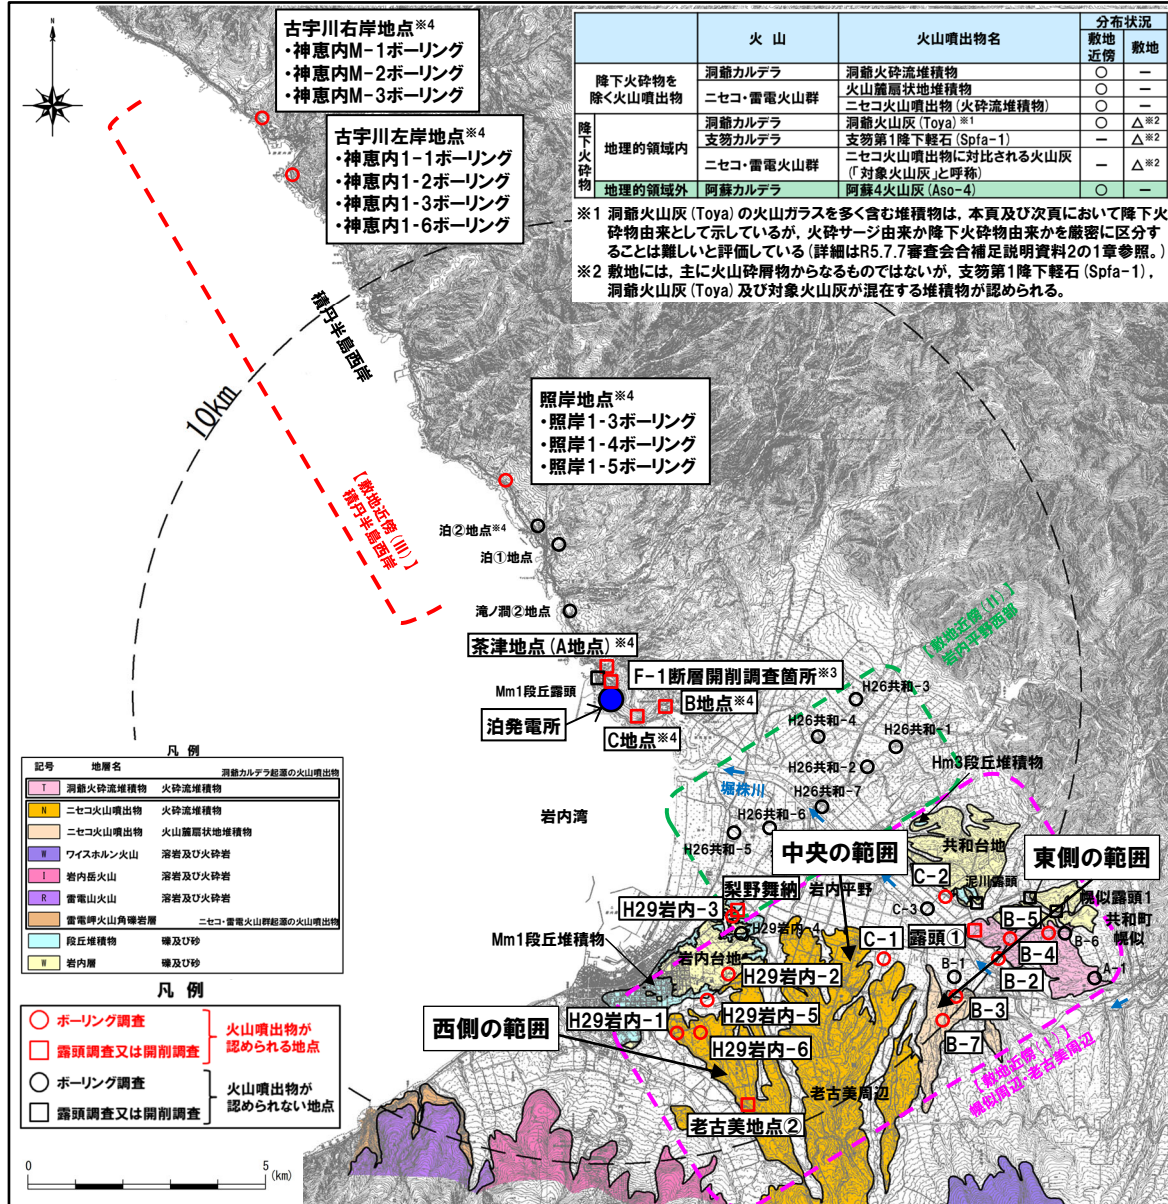 古宇川右岸地点※4
・神恵内M-1ボーリング
・神恵内M-2ボーリング
・神恵内M-3ボーリング
古宇川左岸地点※4
・神恵内1-1ボーリング
・神恵内1-2ボーリング
・神恵内1-3ボーリング
・神恵内1-6ボーリング
火山 火山噴出物名 分布状況
敷地近傍 敷地
降下火砕物を除く火山噴出物 洞爺カルデラ 洞爺火砕流堆積物 ○ －
ニセコ・雷電火山群 火山麓扇状地堆積物 ○ －
ニセコ火山噴出物(火砕流堆積物) ○ －
降下火砕物 地理的領域内 洞爺カルデラ 洞爺火山灰(Toya)※1 ○ △※2
支笏カルデラ 支笏第1降下軽石(Spfa-1) － △※2
ニセコ・雷電火山群 ニセコ火山噴出物に対比される火山灰(「対象火山灰」と呼称) － △※2
地理的領域外 阿蘇カルデラ 阿蘇4火山灰(Aso-4) ○ －
※1 洞爺火山灰(Toya)の火山ガラスを多く含む堆積物は，本頁及び次頁において降下火
砕物由来として示しているが，火砕サージ由来か降下火砕物由来かを厳密に区分す
ることは難しいと評価している(詳細はR5.7.7審査会合補足説明資料2の1章参照。)
※2 敷地には，主に火山砕屑物からなるものではないが，支笏第1降下軽石(Spfa-1)，
洞爺火山灰(Toya)及び対象火山灰が混在する堆積物が認められる。
積丹半島西岸
10km
照岸地点※4
・照岸1-3ボーリング
・照岸1-4ボーリング
・照岸1-5ボーリング
【敷地近傍(Ⅲ)】
積丹半島西岸
泊②地点※4
泊①地点
滝ノ澗②地点
【敷地近傍(Ⅱ)】
岩内平野西部
茶津地点(A地点)※4
F-1断層開削調査箇所※3
Mm1段丘露頭
B地点※4
泊発電所
C地点※4
H26共和-3
H26共和-4
H26共和-1
H26共和-2
Hm3段丘堆積物
堀株川
H26共和-7
H26共和-6
H26共和-5
岩内湾
中央の範囲
共和台地
東側の範囲
岩内平野
C-2
泥川露頭
梨野舞納
H29岩内-3
H29岩内-4
C-3
幌似露頭1
共和町
幌似
B-5
B-4
B-6
露頭①
C-1
Mm1段丘堆積物
岩内台地
H29岩内-2
B-1
B-2
A-1
H29岩内-1
H29岩内-5
B-3
西側の範囲
H29岩内-6
B-7
【敷地近傍(Ⅰ)】
幌似周辺・老古美周辺
老古美周辺
老古美地点②
凡例
記号 地層名 洞爺カルデラ起源の火山噴出物
T 洞爺火砕流堆積物 火砕流堆積物
N ニセコ火山噴出物 火砕流堆積物
ニセコ火山噴出物 火山麓扇状地堆積物
W ワイスホルン火山 溶岩及び火砕岩
I 岩内岳火山 溶岩及び火砕岩
R 雷電山火山 溶岩及び火砕岩
雷電岬火山角礫岩層 ニセコ・雷電火山群起源の火山噴出物
段丘堆積物 礫及び砂
W 岩内層 礫及び砂
凡例
ボーリング調査
露頭調査又は開削調査
火山噴出物が
認められる地点
ボーリング調査
露頭調査又は開削調査
火山噴出物が
認められない地点
0 5 (km)